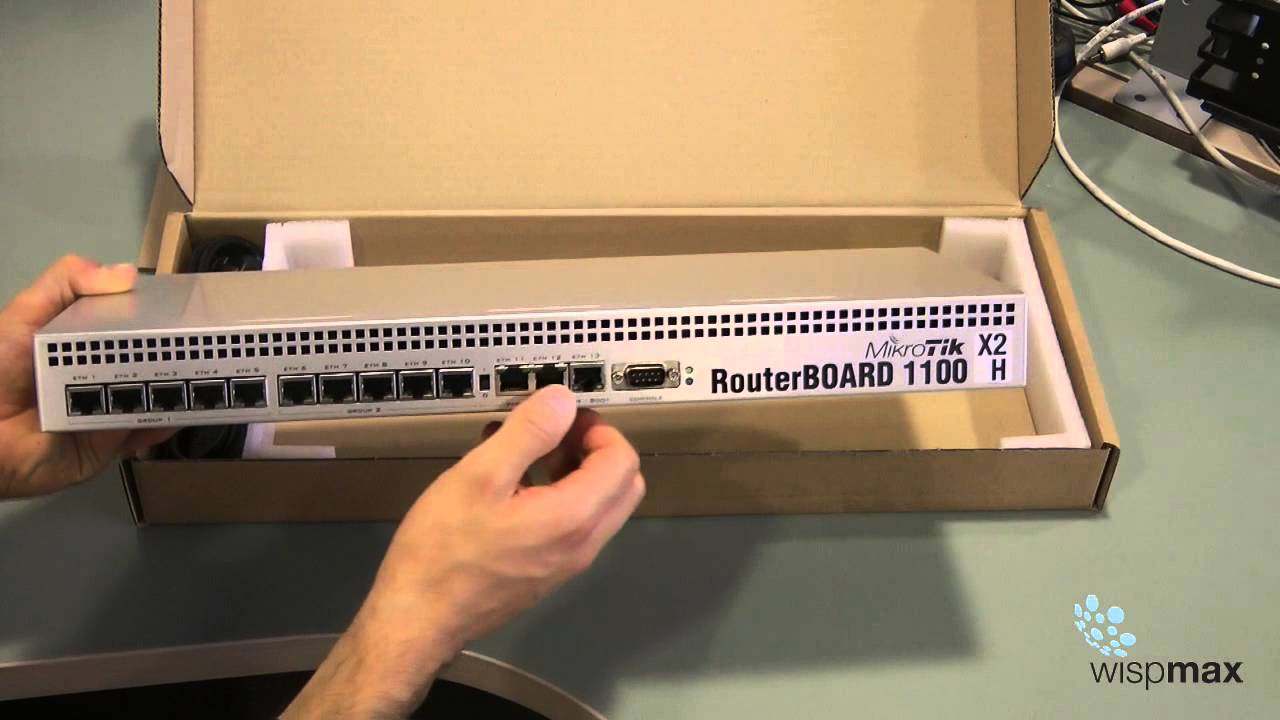 ETH 1 ETH 2 ETH 3 ETH 4 ETH 5 ETH 6 ETH 7 ETH 8 ETH 9 ETH 10 ETH 11 ETH 12 ETH 13
MikroTik X2
RouterBOARD 1100 H
GROUP 1 GROUP 2 BOOT CONSOLE
wispmax